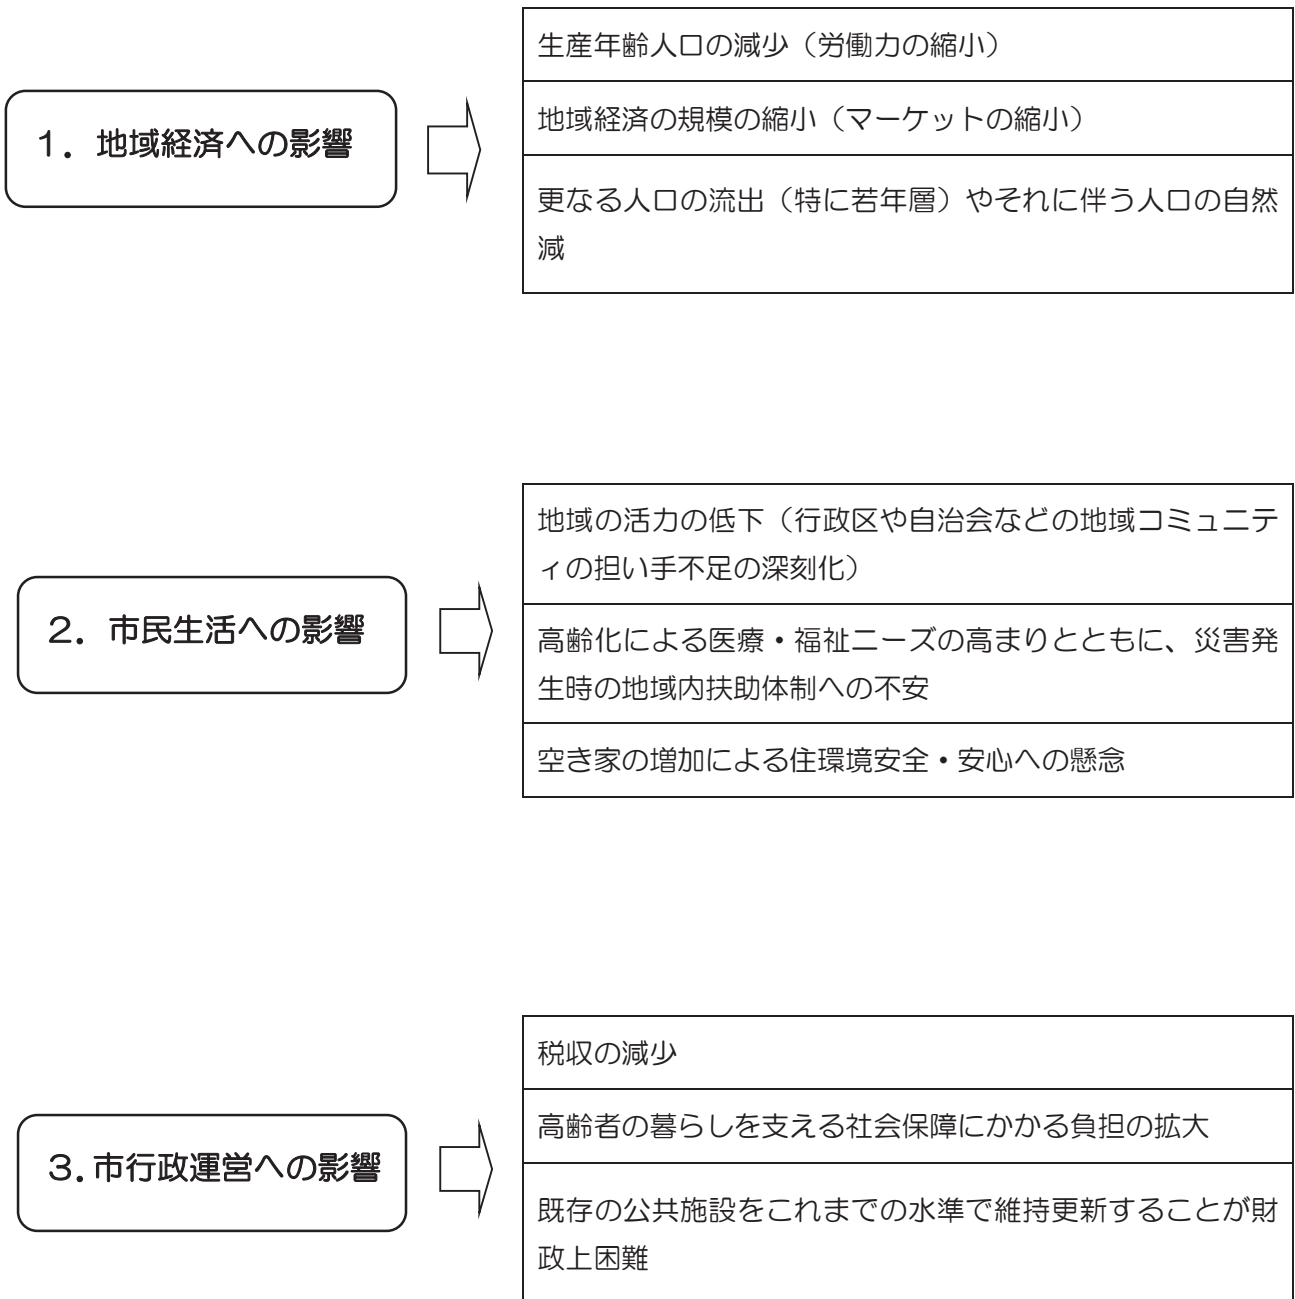 生産年齢人口の減少（労働力の縮小）
地域経済の規模の縮小（マーケットの縮小）
１．地域経済への影響
更なる人口の流出（特に若年層）やそれに伴う人口の自然
減
地域の活力の低下（行政区や自治会などの地域コミュニテ
ィの担い手不足の深刻化）
２．市民生活への影響
高齢化による医療・福祉ニーズの高まりとともに、災害発
生時の地域内扶助体制への不安
空き家の増加による住環境安全・安心への懸念
税収の減少
高齢者の暮らしを支える社会保障にかかる負担の拡大
３．市行政運営への影響
既存の公共施設をこれまでの水準で維持更新することが財
政上困難